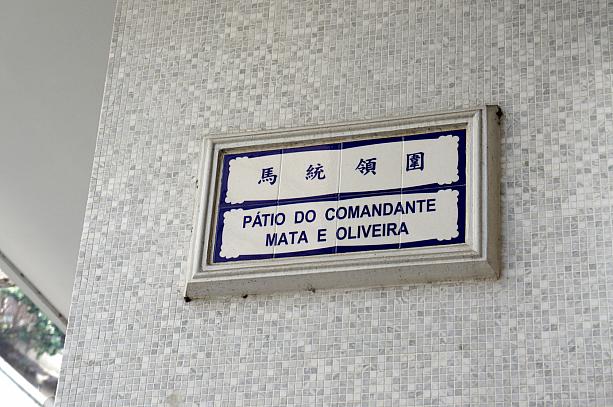 馬統領圍
PÁTIO DO COMANDANTE
MATA E OLIVEIRA